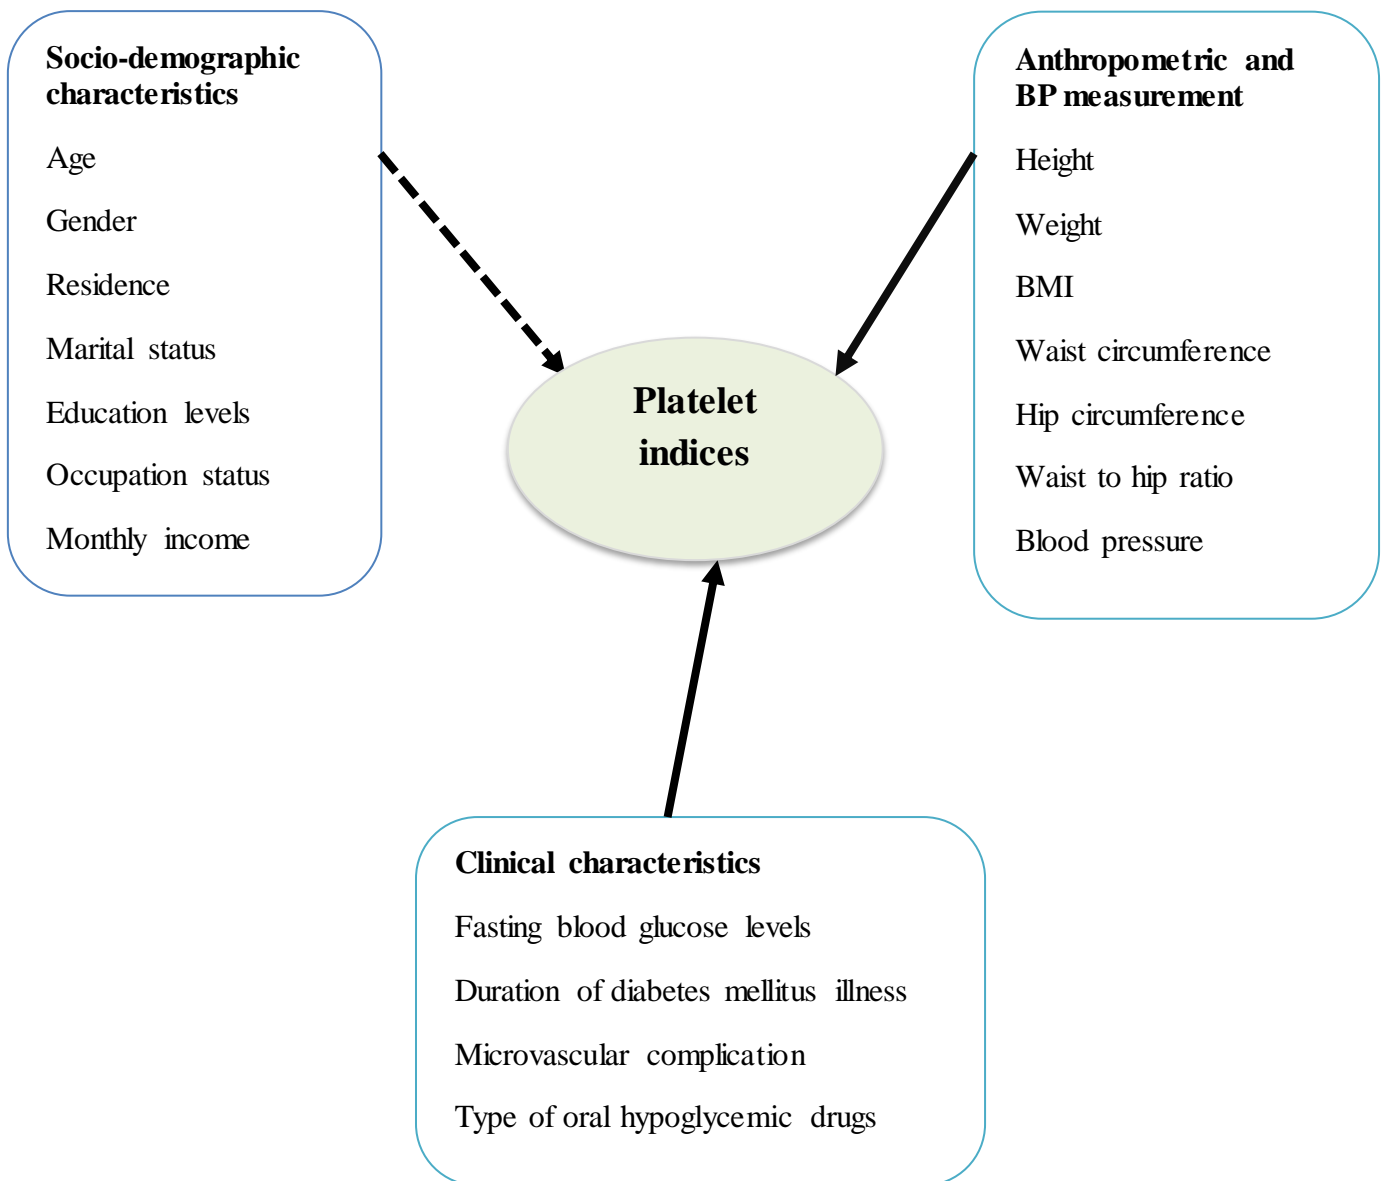 Socio-demographic
characteristics
Age
Gender
Residence
Marital status
Education levels
Occupation status
Monthly income
Anthropometric and
BP measurement
Height
Weight
BMI
Waist circumference
Hip circumference
Waist to hip ratio
Blood pressure
Platelet
indices
Clinical characteristics
Fasting blood glucose levels
Duration of diabetes mellitus illness
Microvascular complication
Type of oral hypoglycemic drugs